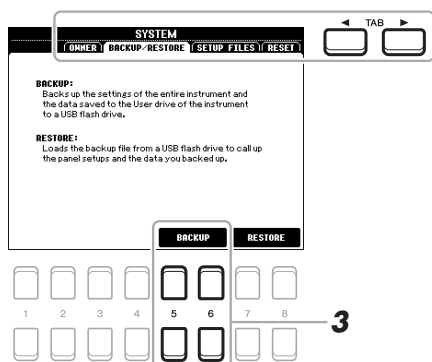 SYSTEM
◀ TAB ▶
OWNER BACKUP/RESTORE SETUP FILES RESET
BACKUP:
Backs up the settings of the entire instrument and
the data saved to the User drive of the instrument
to a USB flash drive.
RESTORE:
Loads the backup file from a USB flash drive to call up
the panel setups and the data you backed up.
BACKUP RESTORE
1 2 3 4 5 6 7 8
3